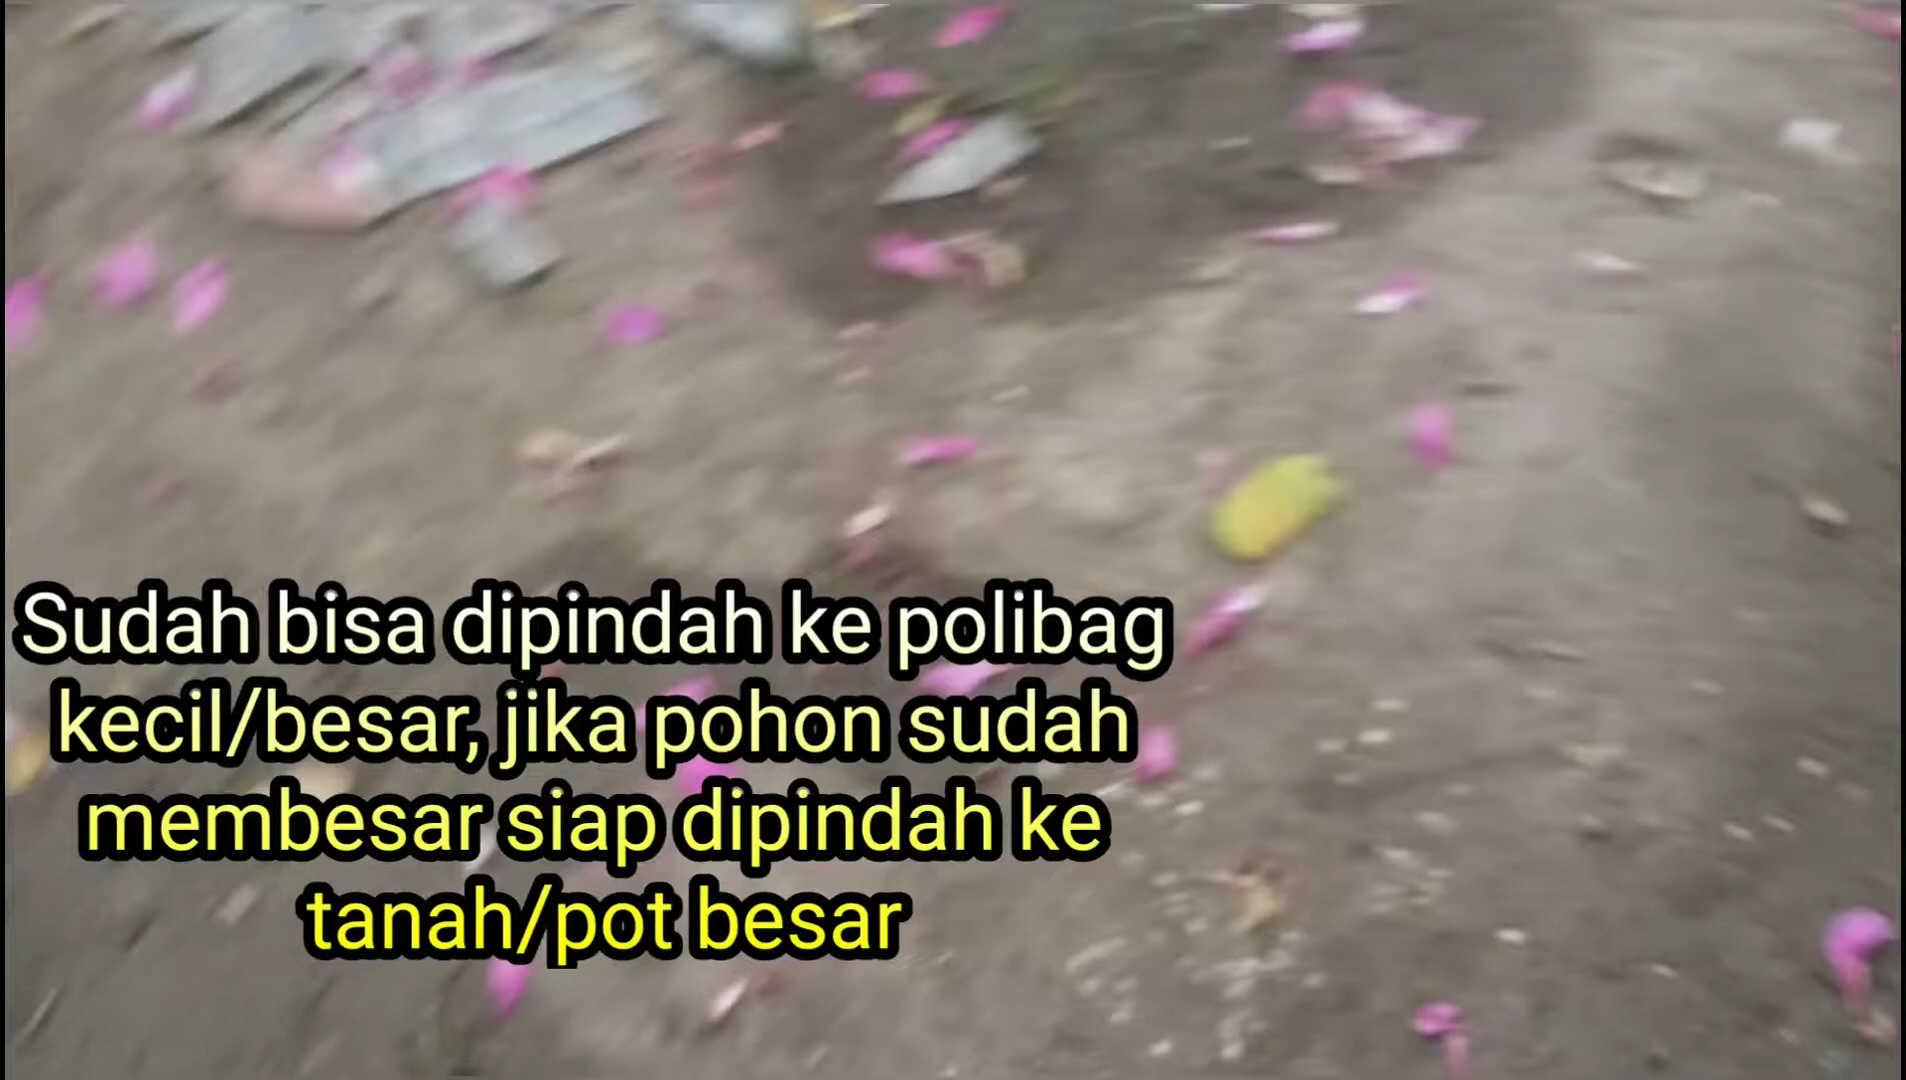 Sudah bisa dipindah ke polibag
kecil/besar, jika pohon sudah
membesar siap dipindah ke
tanah/pot besar